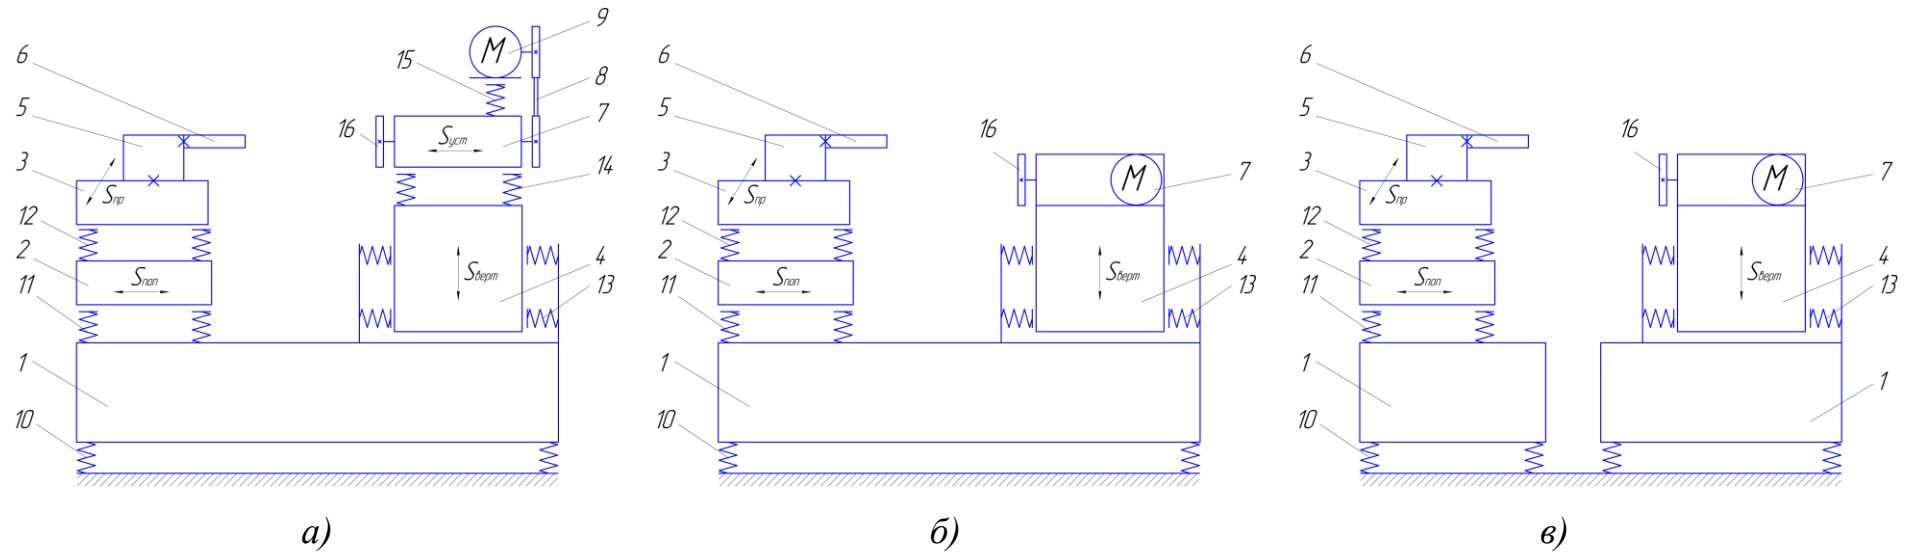 9
6 M 6 6
15 8
5 7 5 5
16 Sуст 16 16
3 14 3 M 7 3 M 7
Sпр Sпр Sпр
12 12 12
2 4 2 4 2 4
Sпоп Sверт Sпоп Sверт Sпоп Sверт
11 13 11 13 11 13
1 1 1 1
10 10 10
а) б) в)